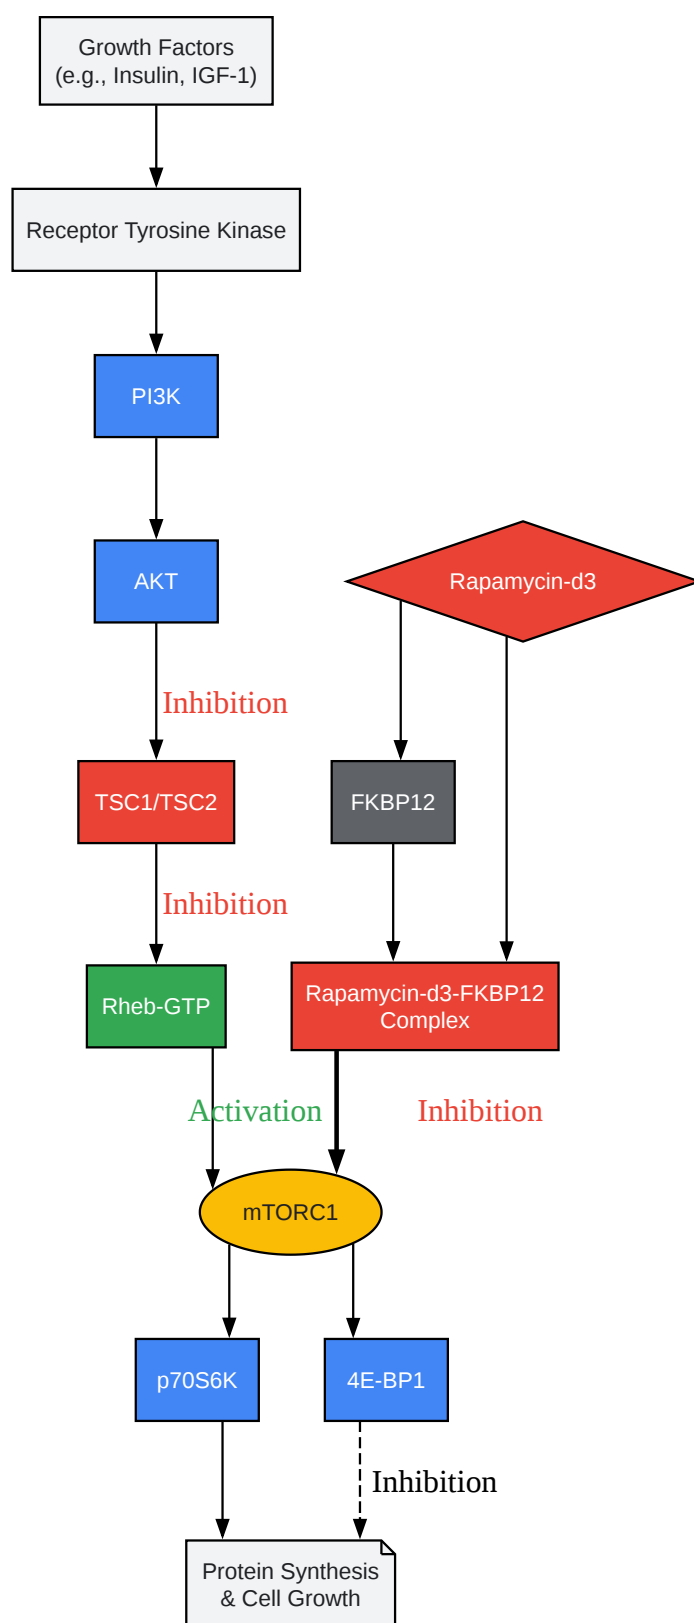 Growth Factors
(e.g., Insulin, IGF-1)
Receptor Tyrosine Kinase
PI3K
AKT
Rapamycin-d3
Inhibition
TSC1/TSC2
FKBP12
Inhibition
Rheb-GTP
Rapamycin-d3-FKBP12
Complex
Activation
Inhibition
mTORC1
p70S6K
4E-BP1
Inhibition
Protein Synthesis
& Cell Growth